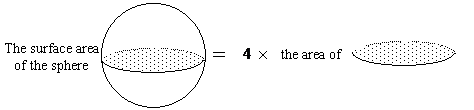 The surface area
of the sphere = 4 × the area of